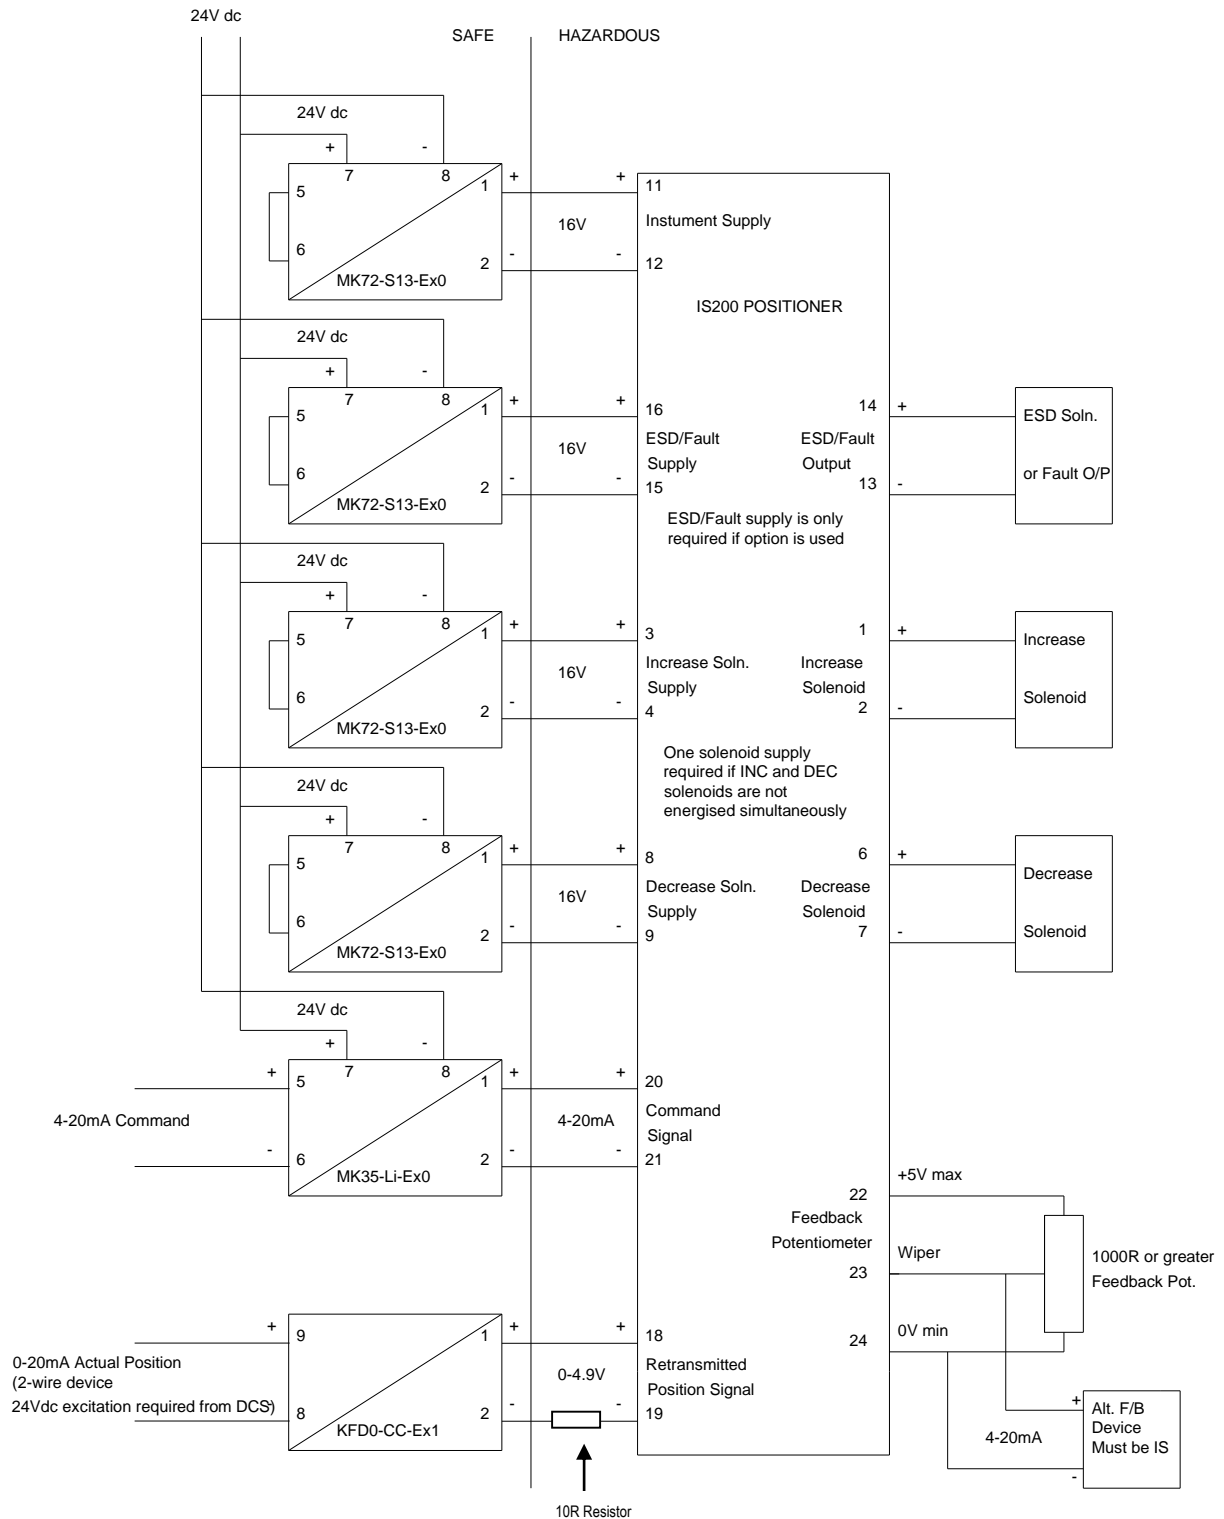 24V dc
SAFE
HAZARDOUS
24V dc
+
-
7
8
5
6
1
2
MK72-S13-Ex0
+
+
16V
-
-
11
Instument Supply
12
IS200 POSITIONER
24V dc
+
-
7
8
5
6
1
2
MK72-S13-Ex0
+
+
16V
-
-
16
ESD/Fault
Supply
15
14
ESD/Fault
Output
13
+
-
ESD Soln.
or Fault O/P
ESD/Fault supply is only
required if option is used
24V dc
+
-
7
8
5
6
1
2
MK72-S13-Ex0
+
+
16V
-
-
3
Increase Soln.
Supply
4
1
Increase
Solenoid
2
+
-
Increase
Solenoid
One solenoid supply
required if INC and DEC
solenoids are not
energised simultaneously
24V dc
+
-
7
8
5
6
1
2
MK72-S13-Ex0
+
+
16V
-
-
8
Decrease Soln.
Supply
9
6
Decrease
Solenoid
7
+
-
Decrease
Solenoid
24V dc
+
-
7
8
+
4-20mA Command
-
5
6
1
2
MK35-Li-Ex0
+
+
4-20mA
-
-
20
Command
Signal
21
22
Feedback
Potentiometer
23
24
+5V max
Wiper
0V min
1000R or greater
Feedback Pot.
+
0-20mA Actual Position
(2-wire device
24Vdc excitation required from DCS)
-
9
8
1
2
KFD0-CC-Ex1
+
+
0-4.9V
-
-
18
Retransmitted
Position Signal
19
10R Resistor
4-20mA
+
-
Alt. F/B
Device
Must be IS